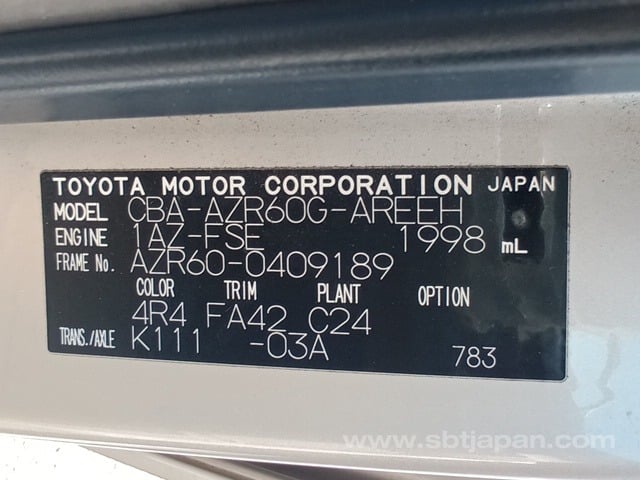 TOYOTA MOTOR CORPORATION JAPAN
MODEL CBA-AZR60G-AREEH
ENGINE 1AZ-FSE 1998 mL
FRAME No. AZR60-0409189
COLOR TRIM PLANT OPTION
4R4 FA42 C24
TRANS./AXLE K111 -03A 783
www.sbtjapan.com